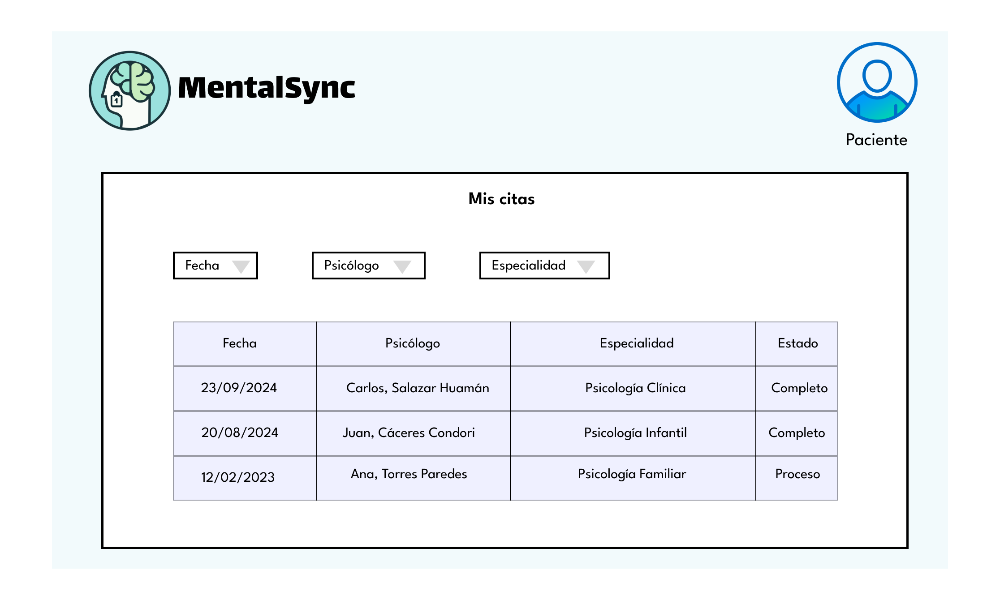 1
MentalSync
Paciente
Mis citas
Fecha Psicólogo Especialidad
Fecha Psicólogo Especialidad Estado
23/09/2024 Carlos, Salazar Huamán Psicología Clínica Completo
20/08/2024 Juan, Cáceres Condori Psicología Infantil Completo
12/02/2023 Ana, Torres Paredes Psicología Familiar Proceso